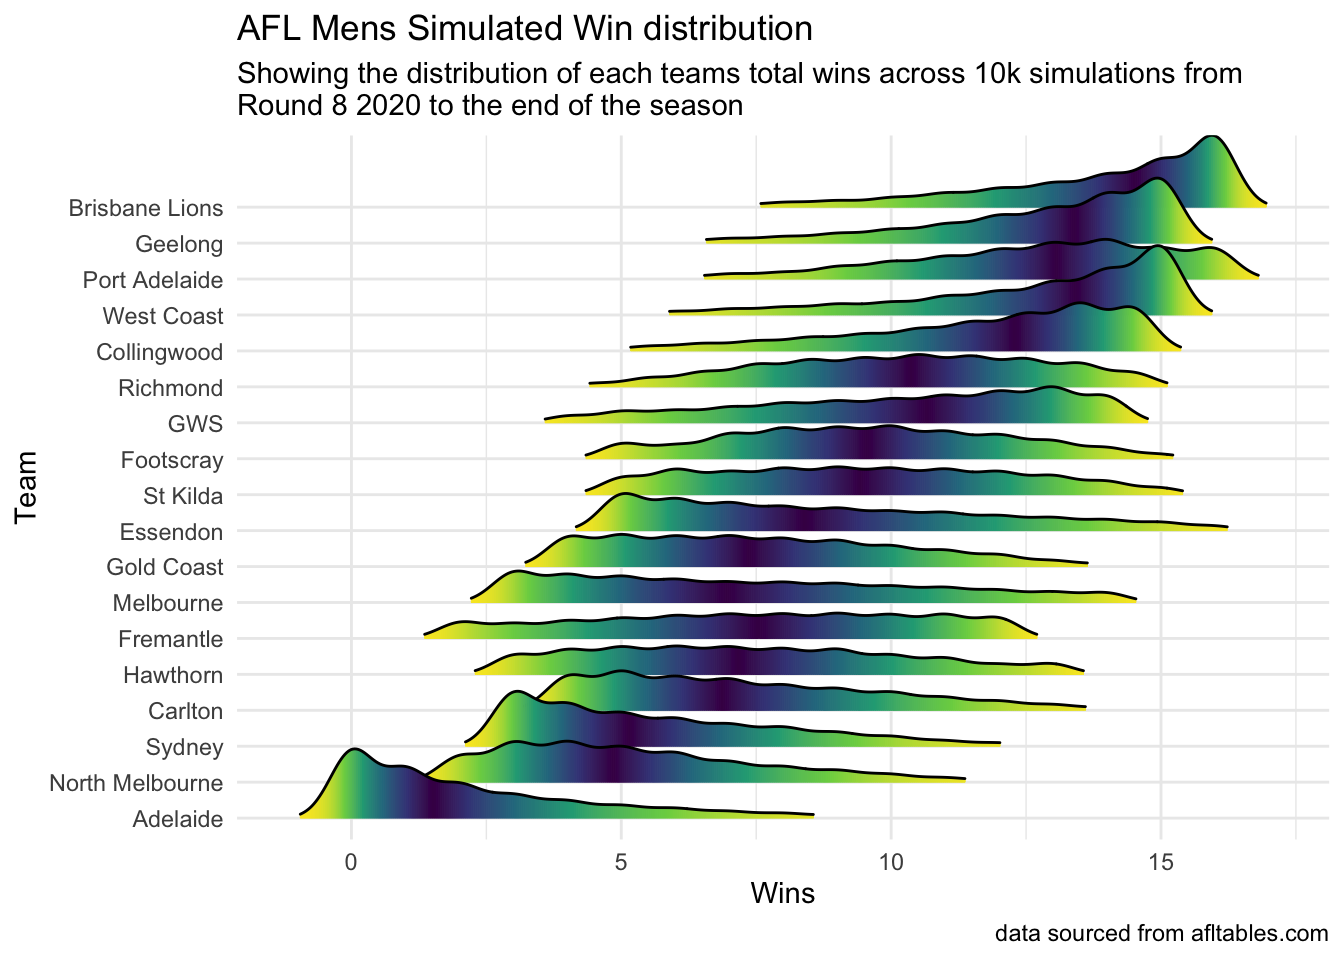 AFL Mens Simulated Win distribution
Showing the distribution of each teams total wins across 10k simulations from
Round 8 2020 to the end of the season
Team
Brisbane Lions
Geelong
Port Adelaide
West Coast
Collingwood
Richmond
GWS
Footscray
St Kilda
Essendon
Gold Coast
Melbourne
Fremantle
Hawthorn
Carlton
Sydney
North Melbourne
Adelaide
0 5 10 15
Wins
data sourced from afltables.com